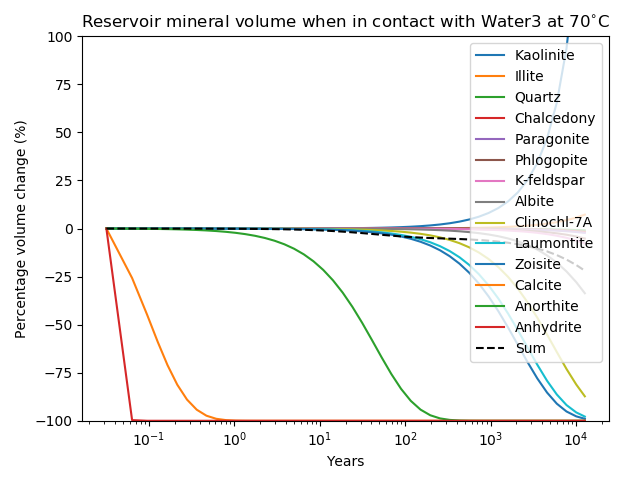 Reservoir mineral volume when in contact with Water3 at 70°C
Percentage volume change (%)
100
75
50
25
0
−25
−50
−75
−100
10⁻¹
10⁰
10¹
10²
10³
10⁴
Years
Kaolinite
Illite
Quartz
Chalcedony
Paragonite
Phlogopite
K-feldspar
Albite
Clinochl-7A
Laumontite
Zoisite
Calcite
Anorthite
Anhydrite
Sum